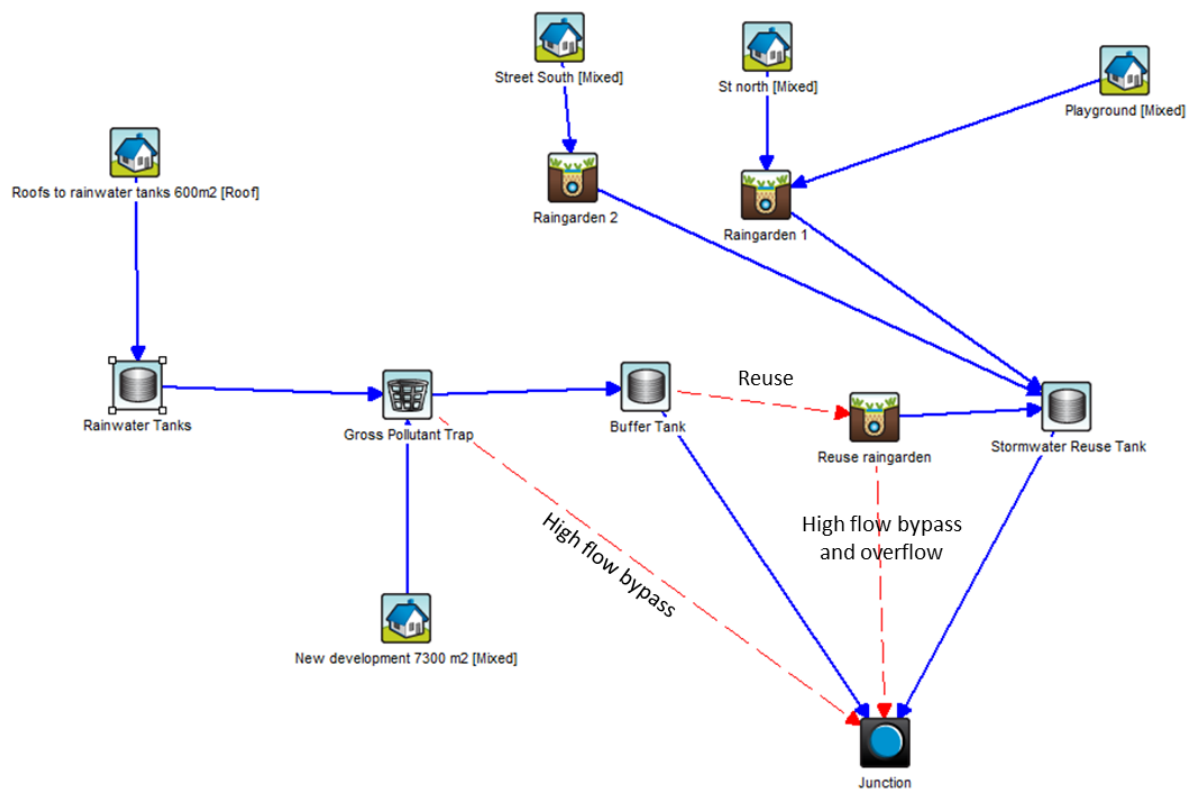 Street South [Mixed]
St north [Mixed]
Playground [Mixed]
Roofs to rainwater tanks 600m2 [Roof]
Raingarden 2
Raingarden 1
Rainwater Tanks
Gross Pollutant Trap
Buffer Tank
Reuse
Reuse raingarden
Stormwater Reuse Tank
High flow bypass
High flow bypass
and overflow
New development 7300 m2 [Mixed]
Junction